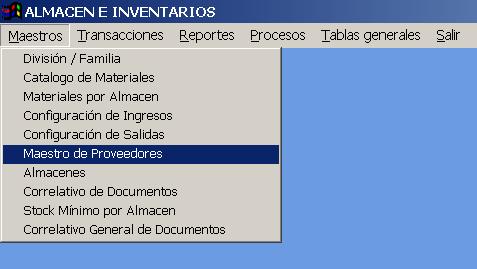 ALMACEN E INVENTARIOS
Maestros Transacciones Reportes Procesos Tablas generales Salir
División / Familia
Catalogo de Materiales
Materiales por Almacen
Configuración de Ingresos
Configuración de Salidas
Maestro de Proveedores
Almacenes
Correlativo de Documentos
Stock Mínimo por Almacen
Correlativo General de Documentos